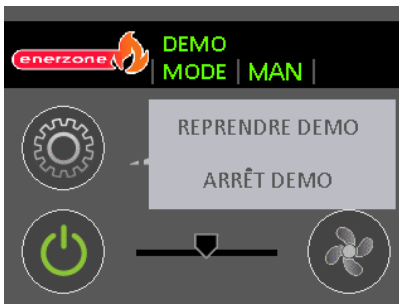 enerzone
DEMO
MODE | MAN |
REPRENDRE DEMO
ARRÊT DEMO